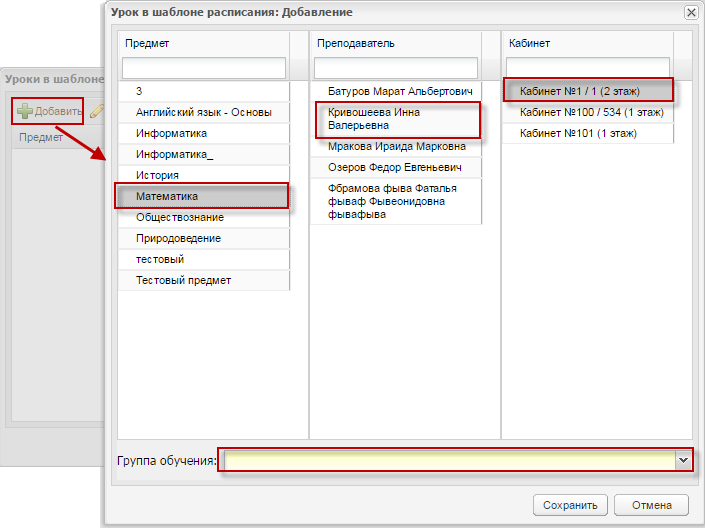 Урок в шаблоне расписания: Добавление
Уроки в шаблоне
Добавить
Предмет
Предмет
3
Английский язык - Основы
Информатика
Информатика_
История
Математика
Обществознание
Природоведение
тестовый
Тестовый предмет
Преподаватель
Батуров Марат Альбертович
Кривошеева Инна
Валерьевна
Мракова Ираида Марковна
Озеров Федор Евгеньевич
Фбрамова фыва Фаталья
фываф Фывеонидовна
фывафыва
Кабинет
Кабинет №1 / 1 (2 этаж)
Кабинет №100 / 534 (1 этаж)
Кабинет №101 (1 этаж)
Группа обучения:
Сохранить
Отмена